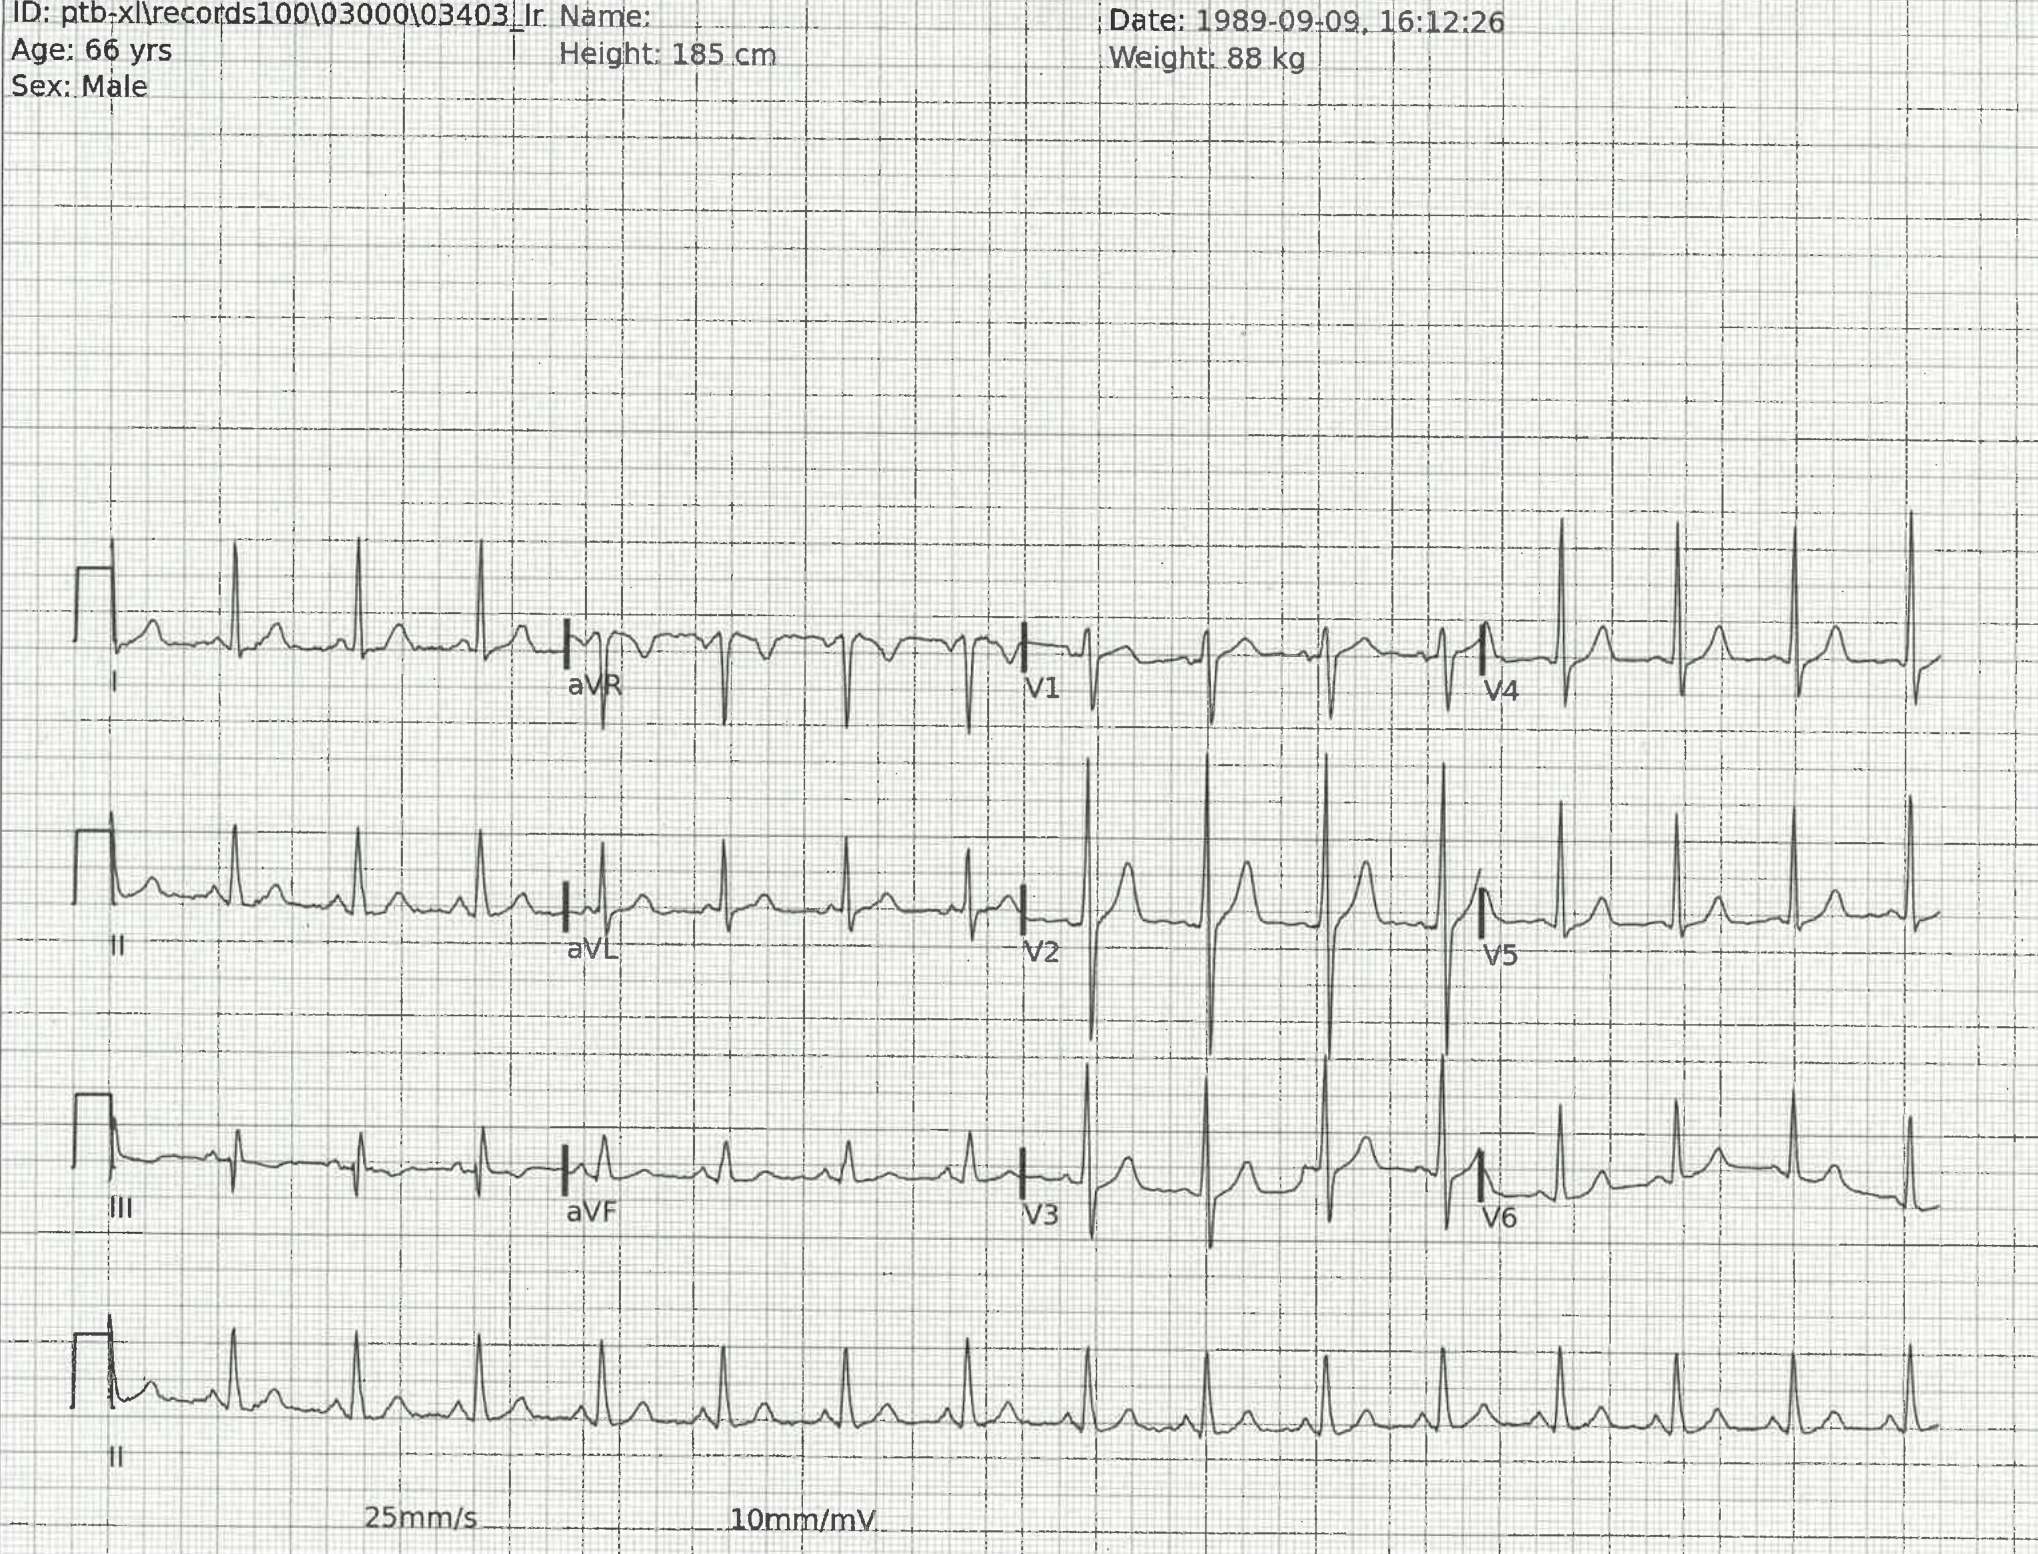 ID: ptb-xl\records100\03000\03403_lr Name: Date: 1989-09-09, 16:12:26
Age: 66 yrs Height: 185 cm Weight: 88 kg
Sex: Male
I aVR V1 V4
II aVL V2 V5
III aVF V3 V6
II
25mm/s 10mm/mV